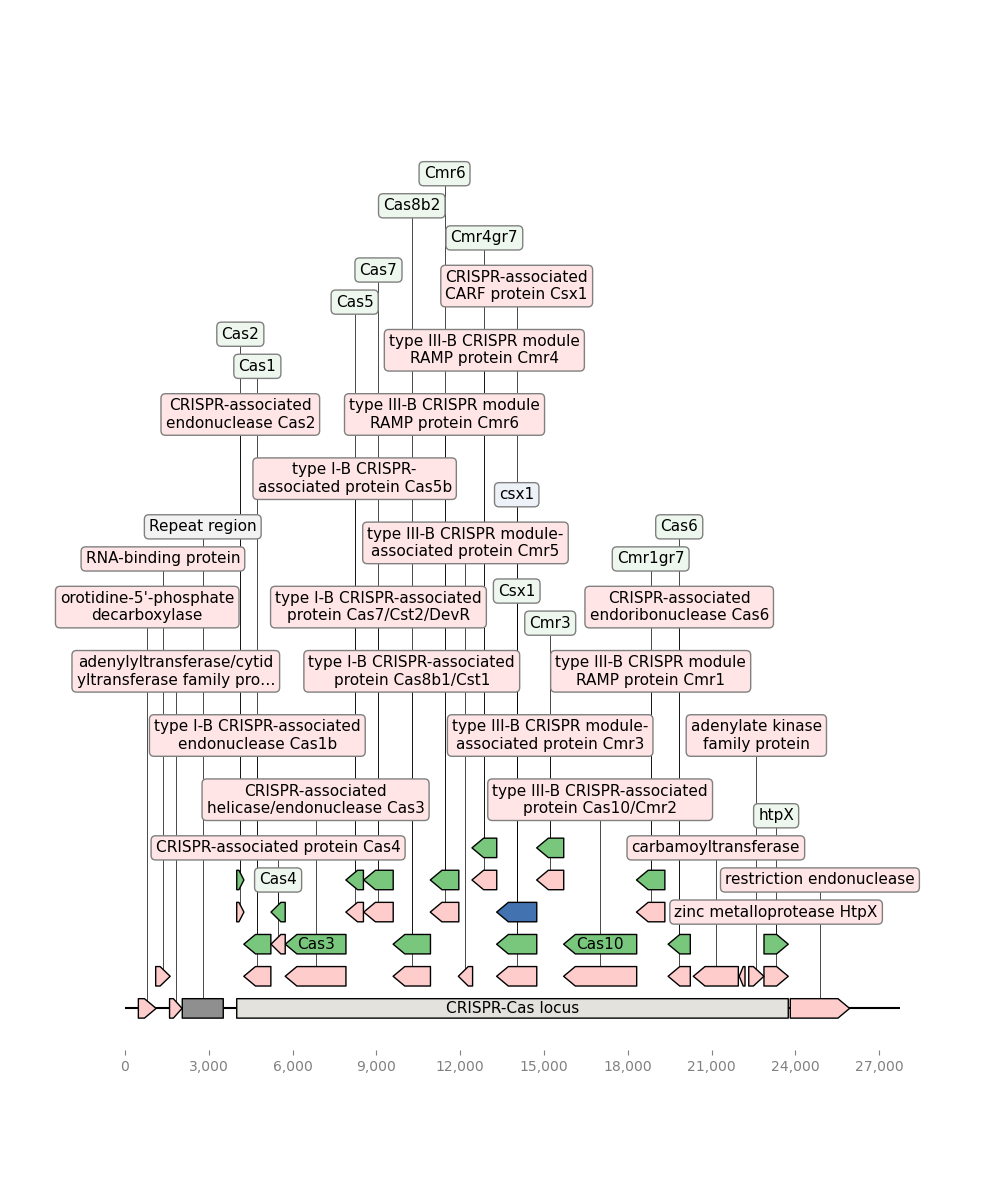 Cmr6
Cas8b2
Cmr4gr7
Cas7
CRISPR-associated
CARF protein Csx1
Cas5
Cas2
type III-B CRISPR module
RAMP protein Cmr4
Cas1
CRISPR-associated
endonuclease Cas2
type III-B CRISPR module
RAMP protein Cmr6
type I-B CRISPR-
associated protein Cas5b
csx1
Repeat region
type III-B CRISPR module-
associated protein Cmr5
Cas6
RNA-binding protein
Cmr1gr7
orotidine-5'-phosphate
decarboxylase
type I-B CRISPR-associated
protein Cas7/Cst2/DevR
Csx1
CRISPR-associated
endoribonuclease Cas6
Cmr3
adenylyltransferase/cytid
yltransferase family pro...
type I-B CRISPR-associated
protein Cas8b1/Cst1
type III-B CRISPR module
RAMP protein Cmr1
type I-B CRISPR-associated
endonuclease Cas1b
type III-B CRISPR module-
associated protein Cmr3
adenylate kinase
family protein
CRISPR-associated
helicase/endonuclease Cas3
type III-B CRISPR-associated
protein Cas10/Cmr2
htpX
CRISPR-associated protein Cas4
carbamoyltransferase
Cas4
restriction endonuclease
zinc metalloprotease HtpX
Cas3
Cas10
CRISPR-Cas locus
0 3,000 6,000 9,000 12,000 15,000 18,000 21,000 24,000 27,000